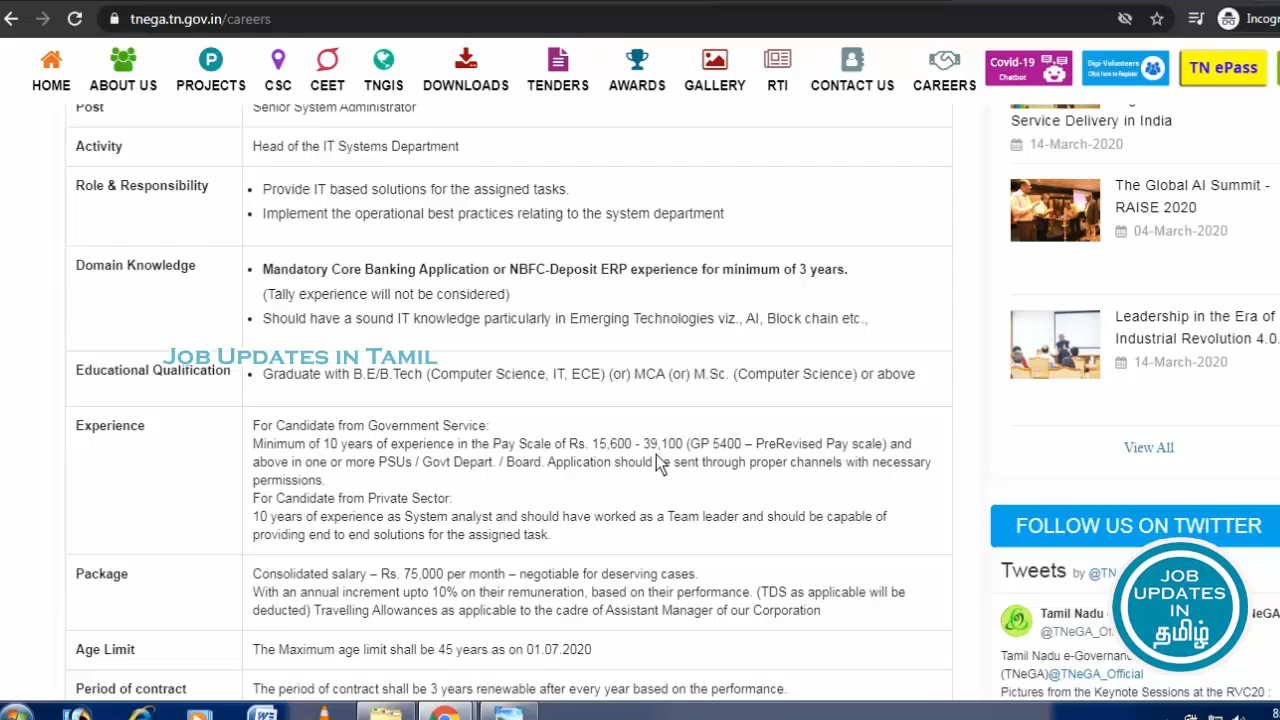 tnega.tn.gov.in/careers
Incogn
HOME ABOUT US PROJECTS CSC CEET TNGIS DOWNLOADS TENDERS AWARDS GALLERY RTI CONTACT US CAREERS
Covid-19
Chatbot
Digi-Volunteers
Click here to Register
TN ePass
Post Senior System Administrator
Activity Head of the IT Systems Department
Role & Responsibility
• Provide IT based solutions for the assigned tasks.
• Implement the operational best practices relating to the system department
Domain Knowledge
• Mandatory Core Banking Application or NBFC-Deposit ERP experience for minimum of 3 years.
(Tally experience will not be considered)
• Should have a sound IT knowledge particularly in Emerging Technologies viz., AI, Block chain etc.,
JOB UPDATES IN TAMIL
Educational Qualification
• Graduate with B.E/B.Tech (Computer Science, IT, ECE) (or) MCA (or) M.Sc. (Computer Science) or above
Experience
For Candidate from Government Service:
Minimum of 10 years of experience in the Pay Scale of Rs. 15,600 - 39,100 (GP 5400 – PreRevised Pay scale) and
above in one or more PSUs / Govt Depart. / Board. Application should be sent through proper channels with necessary
permissions.
For Candidate from Private Sector:
10 years of experience as System analyst and should have worked as a Team leader and should be capable of
providing end to end solutions for the assigned task.
Package
Consolidated salary – Rs. 75,000 per month – negotiable for deserving cases.
With an annual increment upto 10% on their remuneration, based on their performance. (TDS as applicable will be
deducted) Travelling Allowances as applicable to the cadre of Assistant Manager of our Corporation
Age Limit The Maximum age limit shall be 45 years as on 01.07.2020
Period of contract The period of contract shall be 3 years renewable after every year based on the performance.
Service Delivery in India
14-March-2020
The Global AI Summit -
RAISE 2020
04-March-2020
Leadership in the Era of
Industrial Revolution 4.0.
14-March-2020
View All
FOLLOW US ON TWITTER
Tweets by @TN
Tamil Nadu
NeGA
@TNeGA_Of
Tamil Nadu e-Governanc
(TNeGA)@TNeGA_Official
Pictures from the Keynote Sessions at the RVC20 :
JOB
UPDATES
IN
தமிழ்